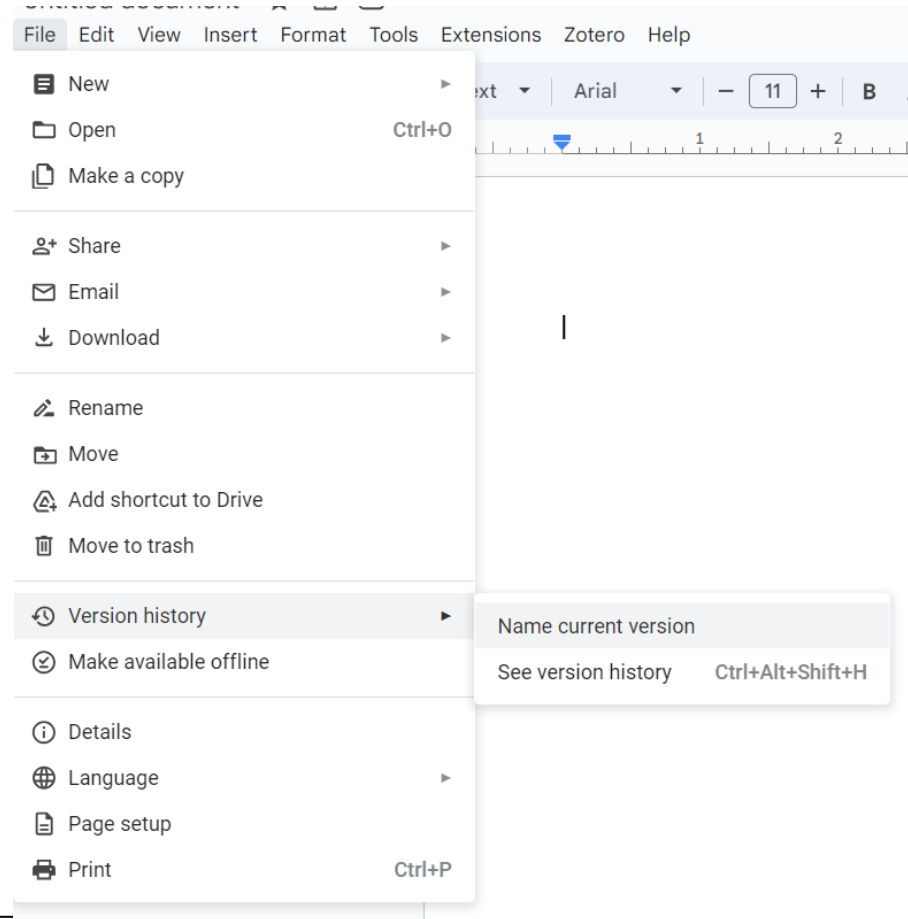 File Edit View Insert Format Tools Extensions Zotero Help
Arial 11 B
1 2
New
Open Ctrl+O
Make a copy
Share
Email
Download
Rename
Move
Add shortcut to Drive
Move to trash
Version history
Name current version
Make available offline
See version history Ctrl+Alt+Shift+H
Details
Language
Page setup
Print Ctrl+P